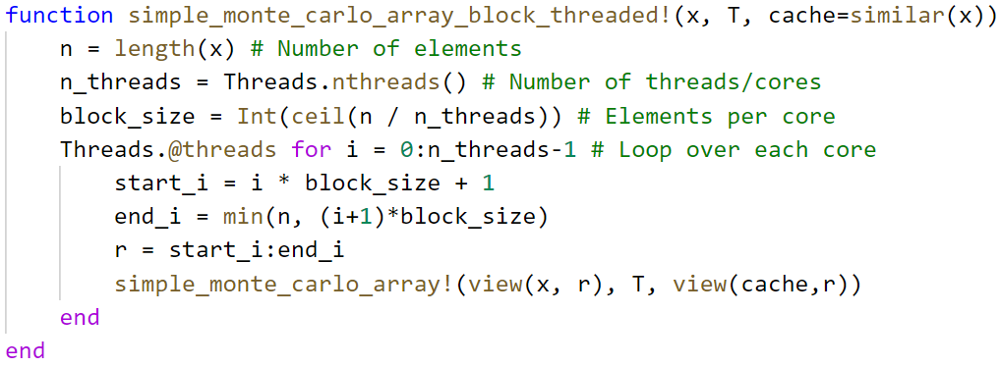 function simple_monte_carlo_array_block_threaded!(x, T, cache=similar(x))
    n = length(x) # Number of elements
    n_threads = Threads.nthreads() # Number of threads/cores
    block_size = Int(ceil(n / n_threads)) # Elements per core
    Threads.@threads for i = 0:n_threads-1 # Loop over each core
        start_i = i * block_size + 1
        end_i = min(n, (i+1)*block_size)
        r = start_i:end_i
        simple_monte_carlo_array!(view(x, r), T, view(cache,r))
    end
end